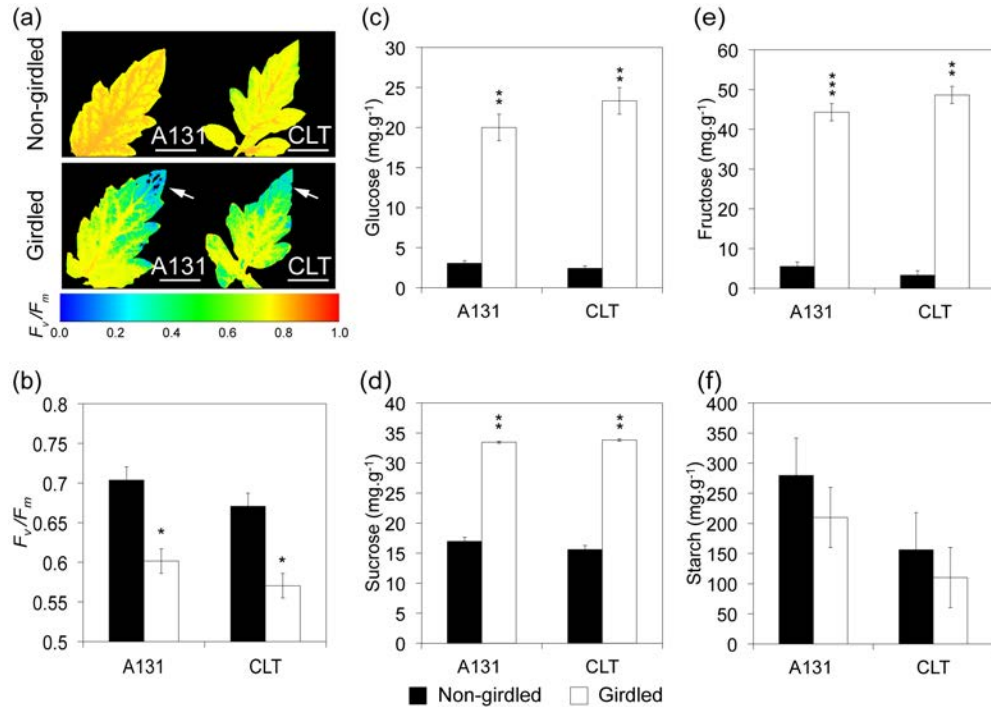 (a)
Non-girdled
A131
CLT
Girdled
A131
CLT
Fv/Fm
0.0 0.2 0.4 0.6 0.8 1.0
(b)
Fv/Fm
0.8
0.75
0.7
0.65
0.6
0.55
0.5
*
*
A131 CLT
(c)
Glucose (mg.g-1)
30
25
20
15
10
5
0
**
**
A131 CLT
(d)
Sucrose (mg.g-1)
40
35
30
25
20
15
10
5
0
**
**
A131 CLT
(e)
Fructose (mg.g-1)
60
50
40
30
20
10
0
***
**
A131 CLT
(f)
Starch (mg.g-1)
400
350
300
250
200
150
100
50
0
A131 CLT
Non-girdled Girdled